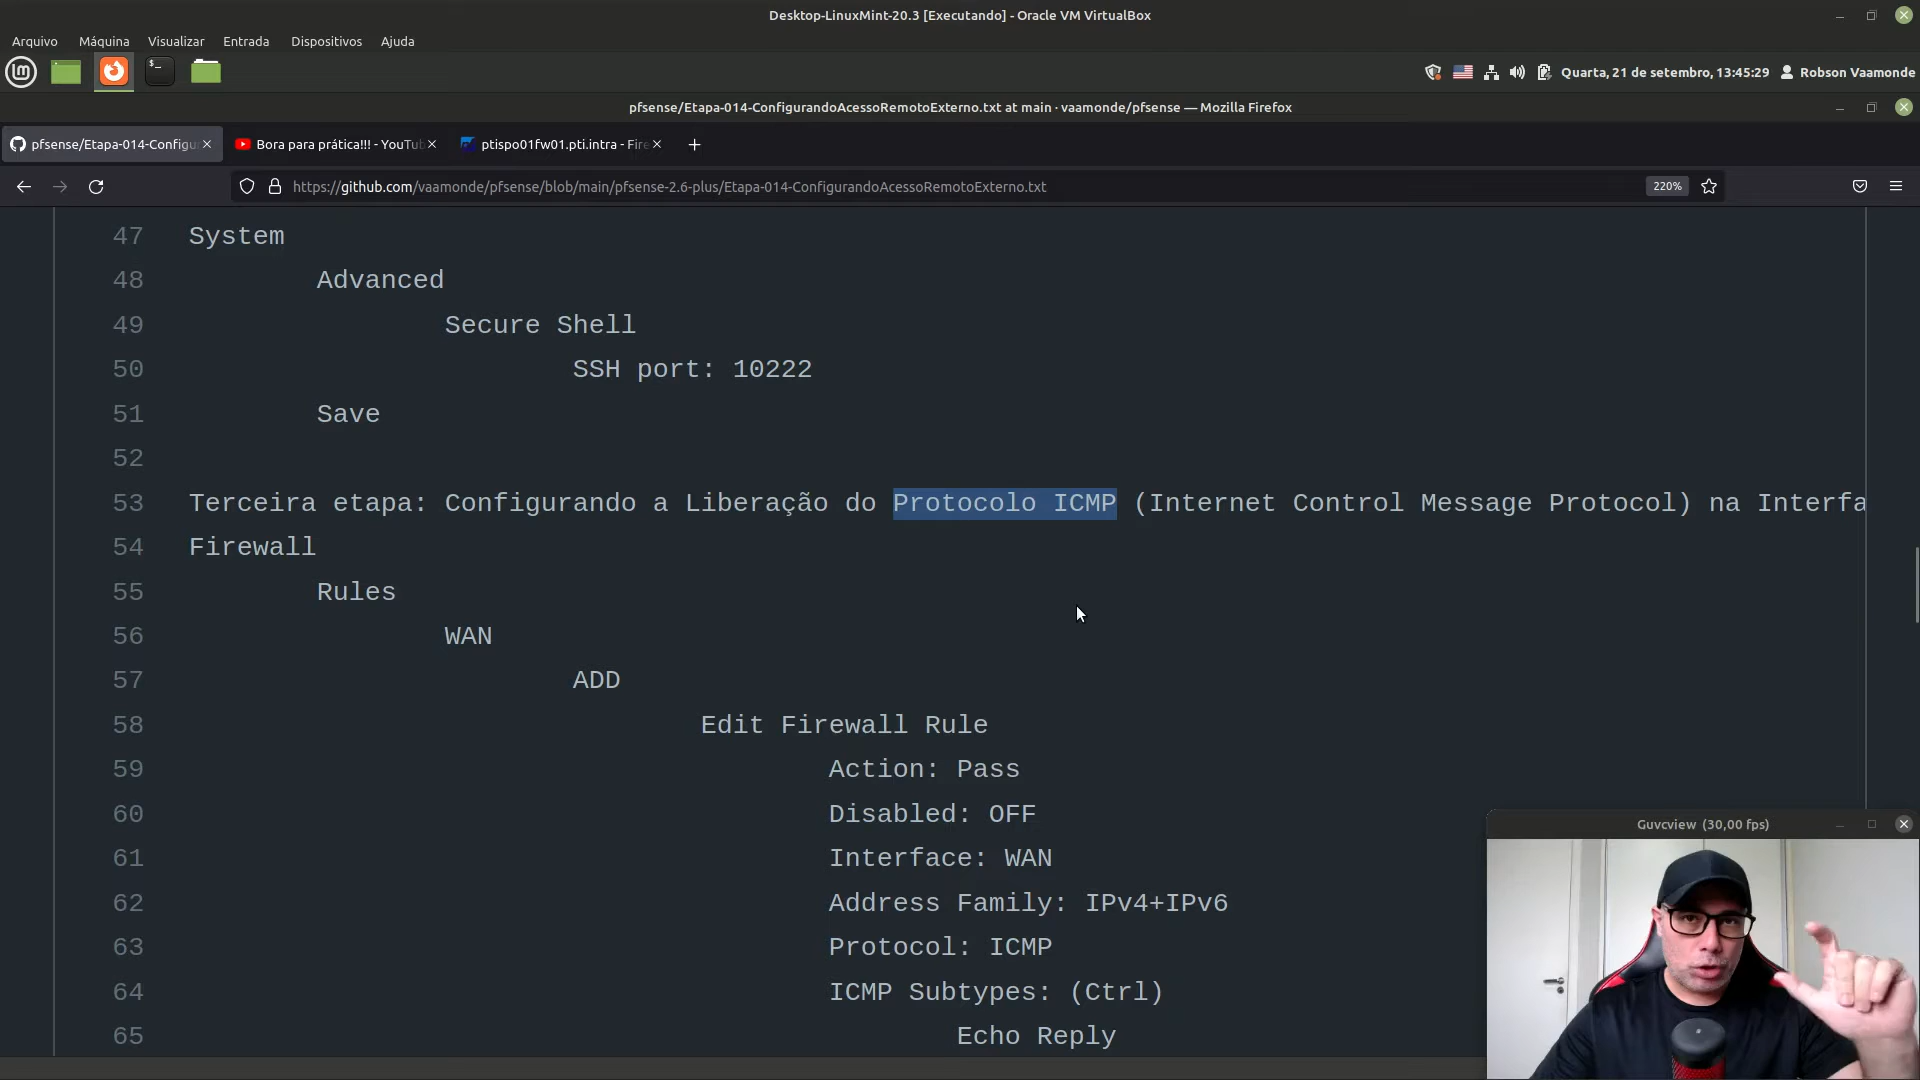 Desktop-LinuxMint-20.3 [Executando] - Oracle VM VirtualBox
Arquivo Máquina Visualizar Entrada Dispositivos Ajuda
Quarta, 21 de setembro, 13:45:29 Robson Vaamonde
pfsense/Etapa-014-ConfigurandoAcessoRemotoExterno.txt at main · vaamonde/pfsense — Mozilla Firefox
pfsense/Etapa-014-Configu Bora para prática!!! - YouTu ptispo01fw01.pti.intra - Fire
https://github.com/vaamonde/pfsense/blob/main/pfsense-2.6-plus/Etapa-014-ConfigurandoAcessoRemotoExterno.txt 220%
47 System
48 Advanced
49 Secure Shell
50 SSH port: 10222
51 Save
52
53 Terceira etapa: Configurando a Liberação do Protocolo ICMP (Internet Control Message Protocol) na Interfa
54 Firewall
55 Rules
56 WAN
57 ADD
58 Edit Firewall Rule
59 Action: Pass
60 Disabled: OFF
61 Interface: WAN
62 Address Family: IPv4+IPv6
63 Protocol: ICMP
64 ICMP Subtypes: (Ctrl)
65 Echo Reply
Guvcview (30,00 fps)